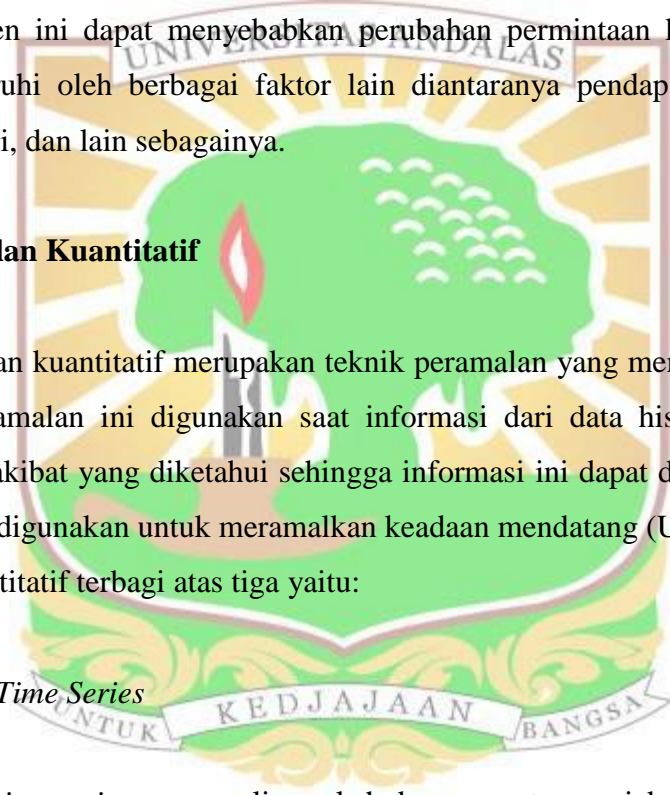 en ini dapat menyebabkan perubahan permintaan
UNIVERSITAS ANDALAS
ruhi oleh berbagai faktor lain diantaranya pendap
i, dan lain sebagainya.
lan Kuantitatif
an kuantitatif merupakan teknik peramalan yang mer
amalan ini digunakan saat informasi dari data his
akibat yang diketahui sehingga informasi ini dapat d
digunakan untuk meramalkan keadaan mendatang (U
titatif terbagi atas tiga yaitu:
Time Series
UNTUK KEDJAJAAN BANGSA